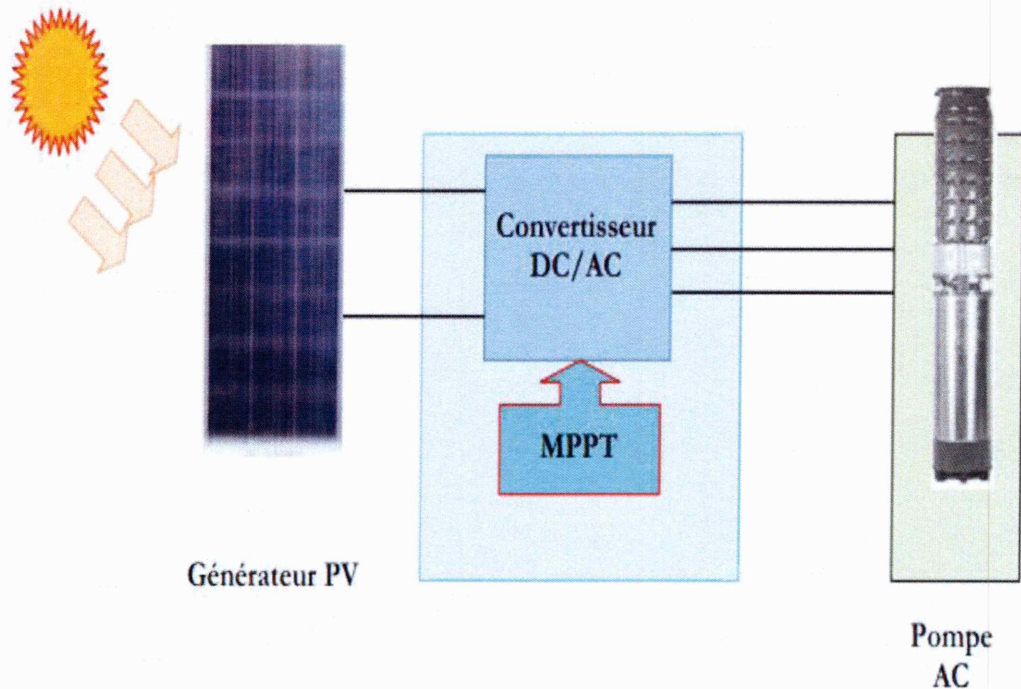 Convertisseur
DC/AC
MPPT
Générateur PV
Pompe
AC